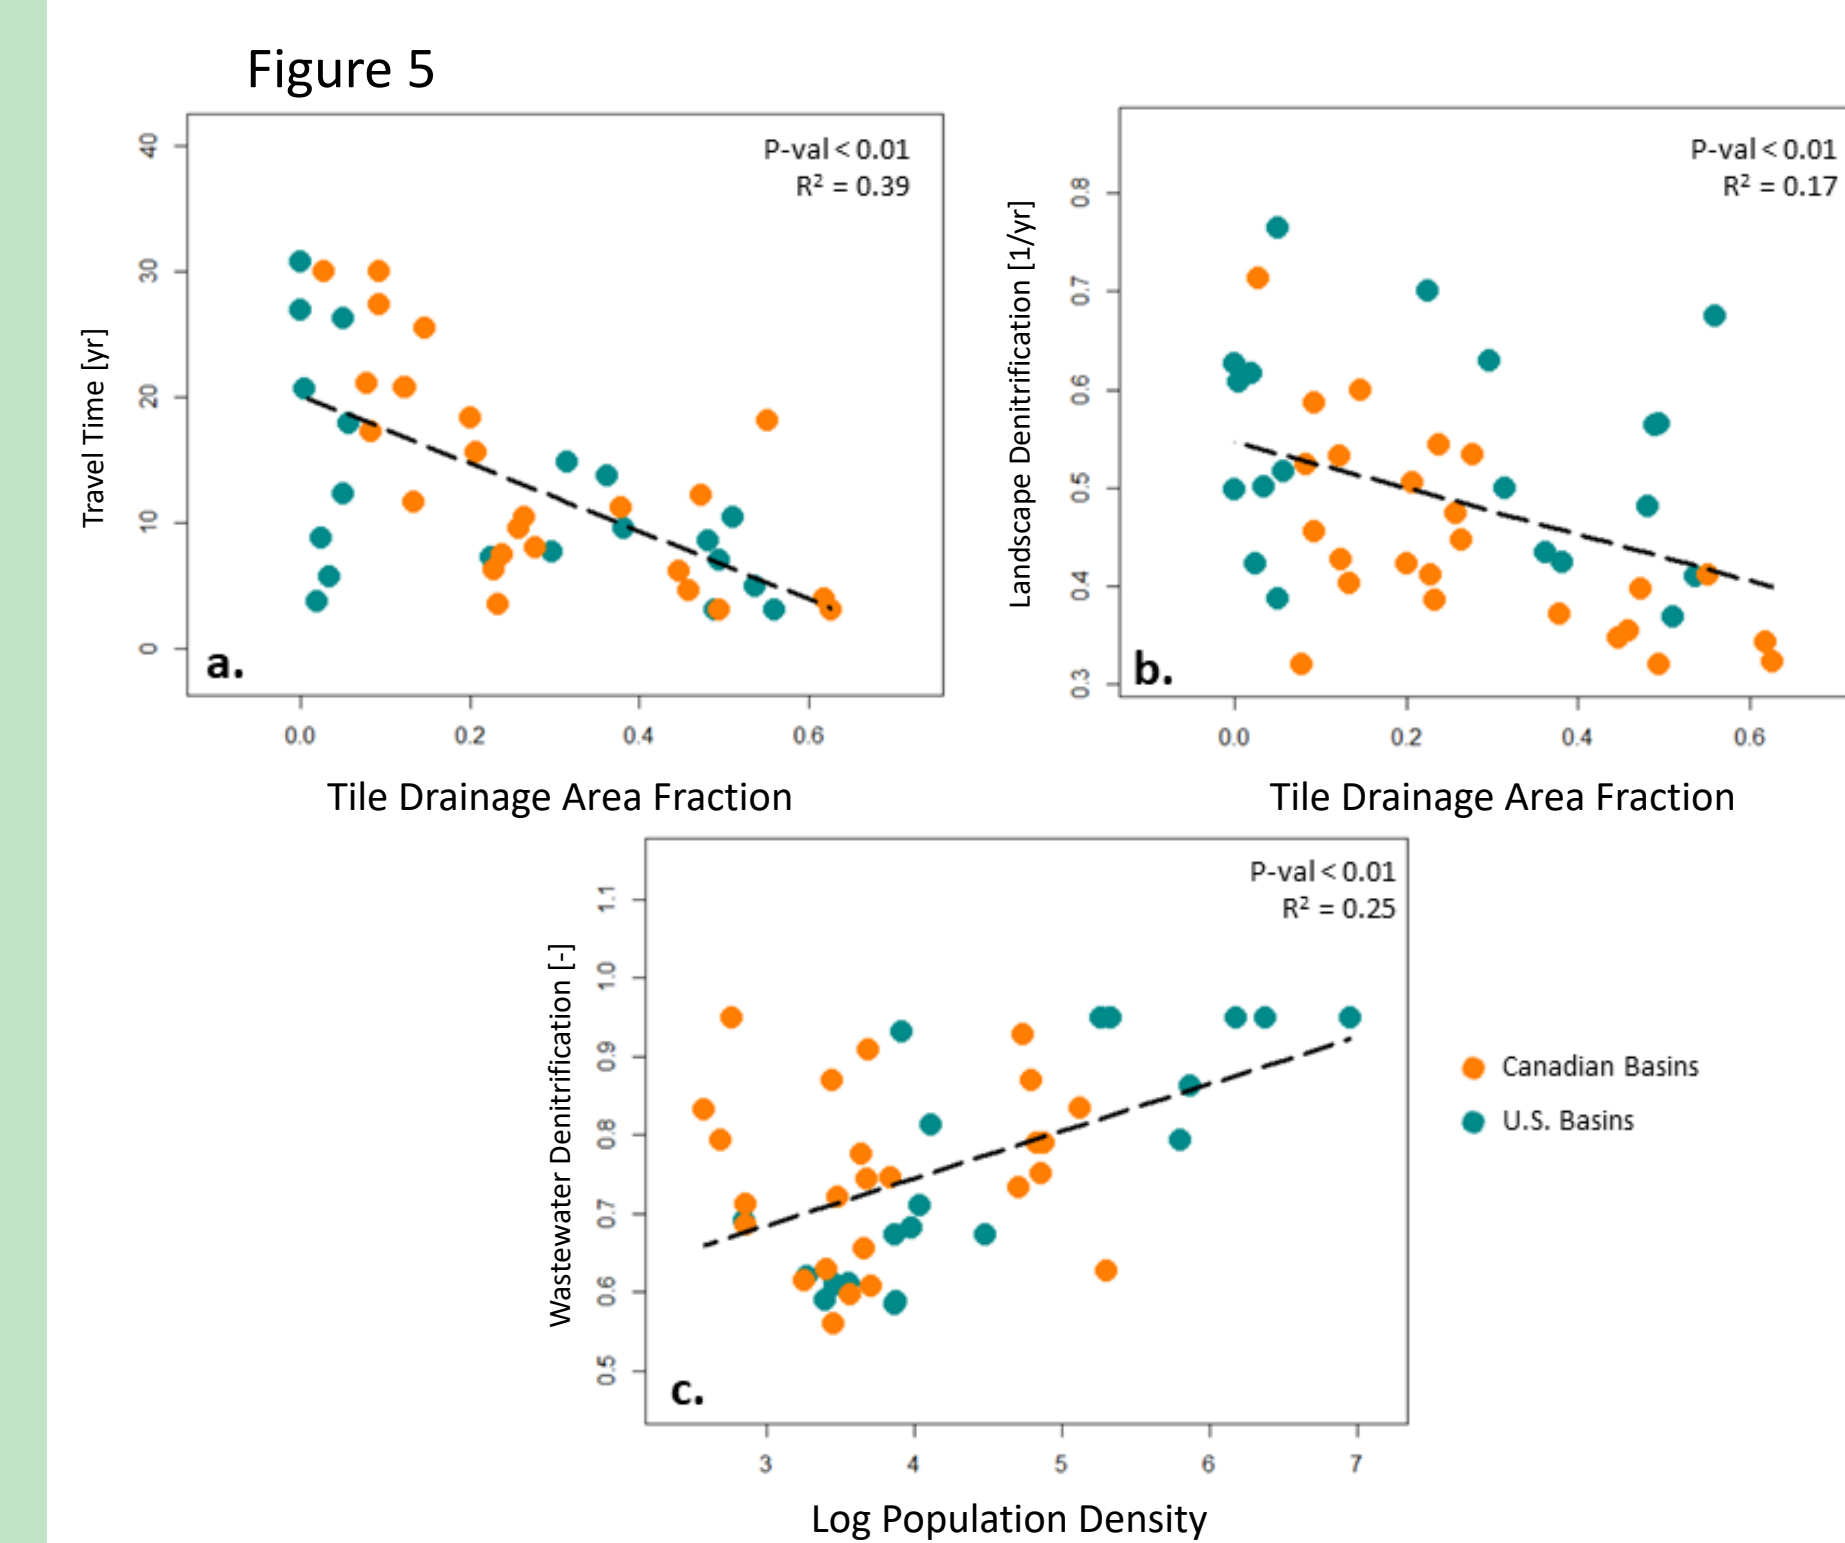 Figure 5
P-val < 0.01
R² = 0.39
40
30
20
10
0
Travel Time [yr]
a.
0.0 0.2 0.4 0.6
Tile Drainage Area Fraction
P-val < 0.01
R² = 0.17
0.8
0.7
0.6
0.5
0.4
0.3
Landscape Denitrification [1/yr]
b.
0.0 0.2 0.4 0.6
Tile Drainage Area Fraction
P-val < 0.01
R² = 0.25
1.1
1.0
0.9
0.8
0.7
0.6
0.5
Wastewater Denitrification [-]
c.
3 4 5 6 7
Log Population Density
Canadian Basins
U.S. Basins